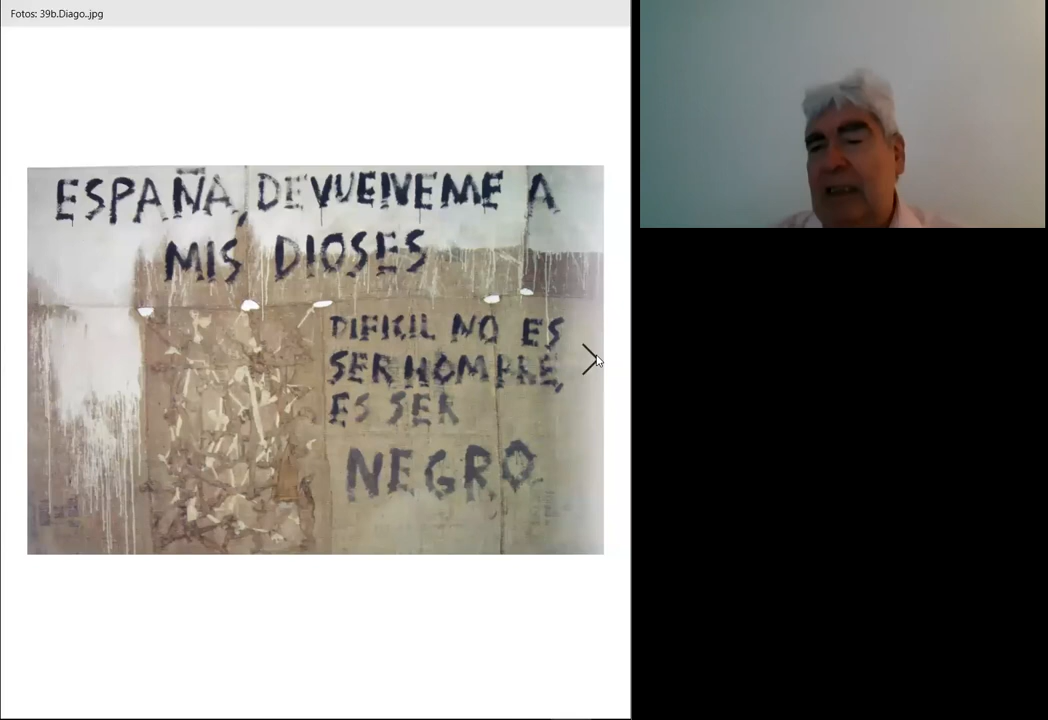 Fotos: 39b.Diago..jpg
ESPAÑA, DEVUELVEME A
MIS DIOSES
DIFICIL NO ES
SER HOMBRE,
ES SER
NEGRO